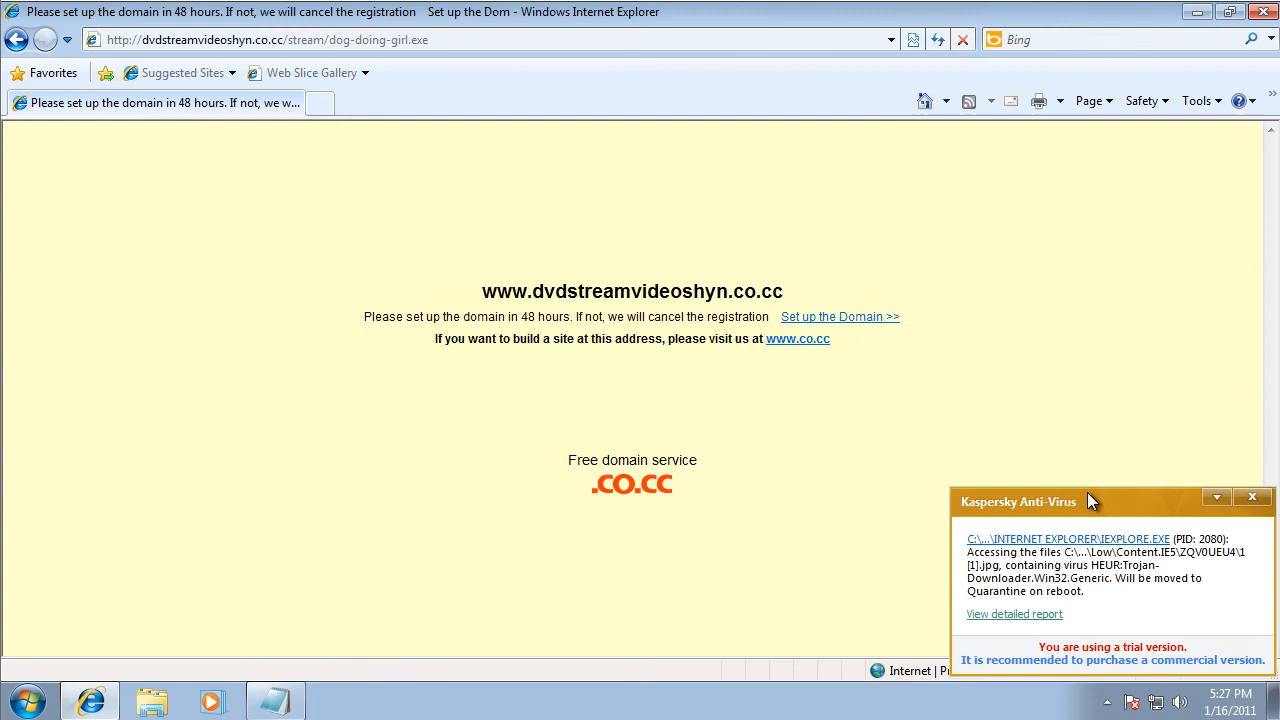 Please set up the domain in 48 hours. If not, we will cancel the registration Set up the Dom - Windows Internet Explorer
http://dvdstreamvideoshyn.co.cc/stream/dog-doing-girl.exe
Bing
Favorites
Suggested Sites
Web Slice Gallery
Please set up the domain in 48 hours. If not, we w...
Page
Safety
Tools
www.dvdstreamvideoshyn.co.cc
Please set up the domain in 48 hours. If not, we will cancel the registration Set up the Domain >>
If you want to build a site at this address, please visit us at www.co.cc
Free domain service
.co.cc
Kaspersky Anti-Virus
C:\...\INTERNET EXPLORER\IEXPLORE.EXE (PID: 2080):
Accessing the files C:\...\Low\Content.IE5\ZQV0UEU4\1
[1].jpg, containing virus HEUR:Trojan-
Downloader.Win32.Generic. Will be moved to
Quarantine on reboot.
View detailed report
You are using a trial version.
It is recommended to purchase a commercial version.
Internet | Pr
5:27 PM
1/16/2011